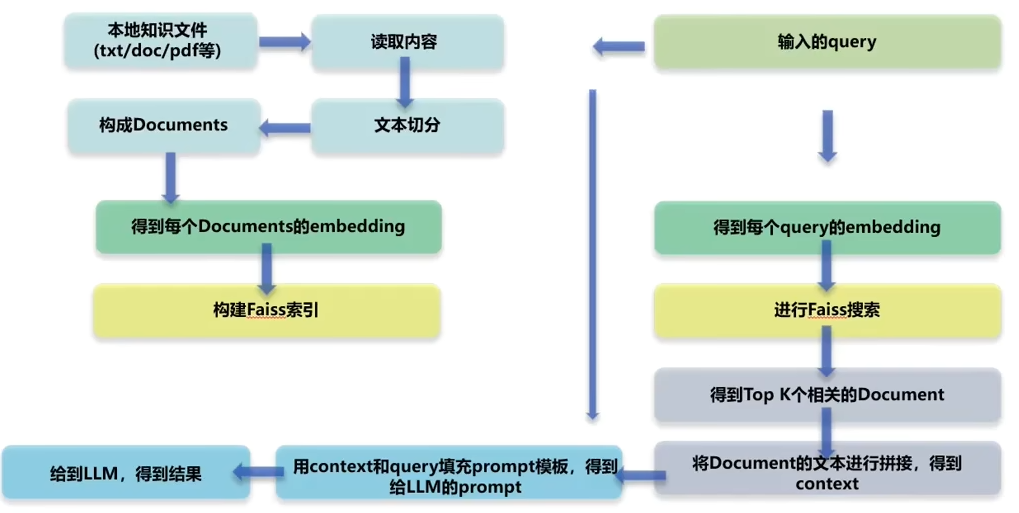 本地知识文件
(txt/doc/pdf等)
读取内容
输入的query
构成Documents
文本切分
得到每个Documents的embedding
得到每个query的embedding
构建Faiss索引
进行Faiss搜索
得到Top K个相关的Document
给到LLM，得到结果
用context和query填充prompt模板，得到
给LLM的prompt
将Document的文本进行拼接，得到
context